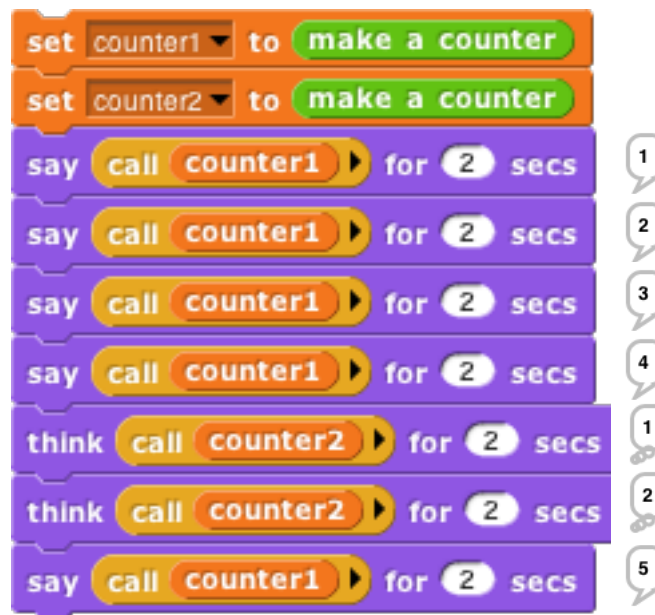 set counter1 to make a counter
set counter2 to make a counter
say call counter1 for 2 secs 1
say call counter1 for 2 secs 2
say call counter1 for 2 secs 3
say call counter1 for 2 secs 4
think call counter2 for 2 secs 1
think call counter2 for 2 secs 2
say call counter1 for 2 secs 5